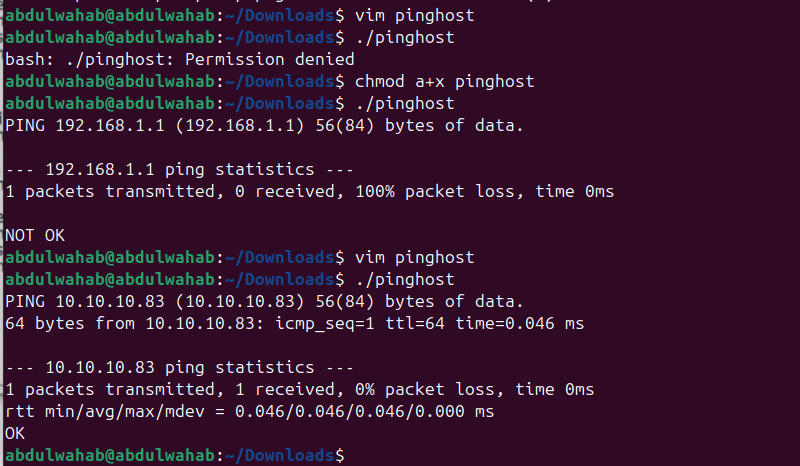 abdulwahab@abdulwahab:~/Downloads$ vim pinghost
abdulwahab@abdulwahab:~/Downloads$ ./pinghost
bash: ./pinghost: Permission denied
abdulwahab@abdulwahab:~/Downloads$ chmod a+x pinghost
abdulwahab@abdulwahab:~/Downloads$ ./pinghost
PING 192.168.1.1 (192.168.1.1) 56(84) bytes of data.

--- 192.168.1.1 ping statistics ---
1 packets transmitted, 0 received, 100% packet loss, time 0ms

NOT OK
abdulwahab@abdulwahab:~/Downloads$ vim pinghost
abdulwahab@abdulwahab:~/Downloads$ ./pinghost
PING 10.10.10.83 (10.10.10.83) 56(84) bytes of data.
64 bytes from 10.10.10.83: icmp_seq=1 ttl=64 time=0.046 ms

--- 10.10.10.83 ping statistics ---
1 packets transmitted, 1 received, 0% packet loss, time 0ms
rtt min/avg/max/mdev = 0.046/0.046/0.046/0.000 ms
OK
abdulwahab@abdulwahab:~/Downloads$